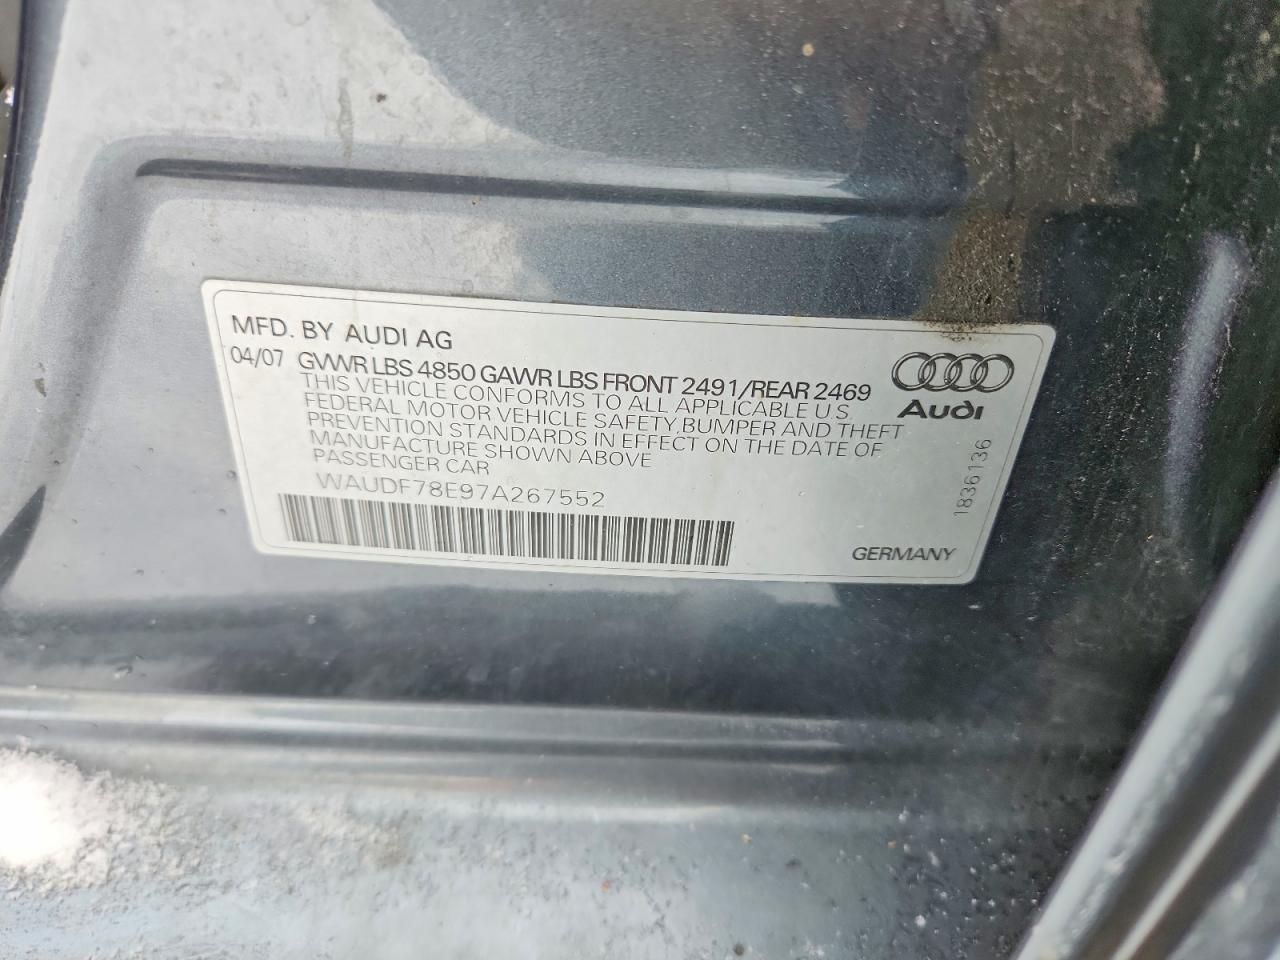 MFD. BY AUDI AG
04/07 GVWR LBS 4850 GAWR LBS FRONT 2491/REAR 2469
THIS VEHICLE CONFORMS TO ALL APPLICABLE U S
FEDERAL MOTOR VEHICLE SAFETY,BUMPER AND THEFT
PREVENTION STANDARDS IN EFFECT ON THE DATE OF
MANUFACTURE SHOWN ABOVE
PASSENGER CAR
WAUDF78E97A267552
Audi
1836136
GERMANY